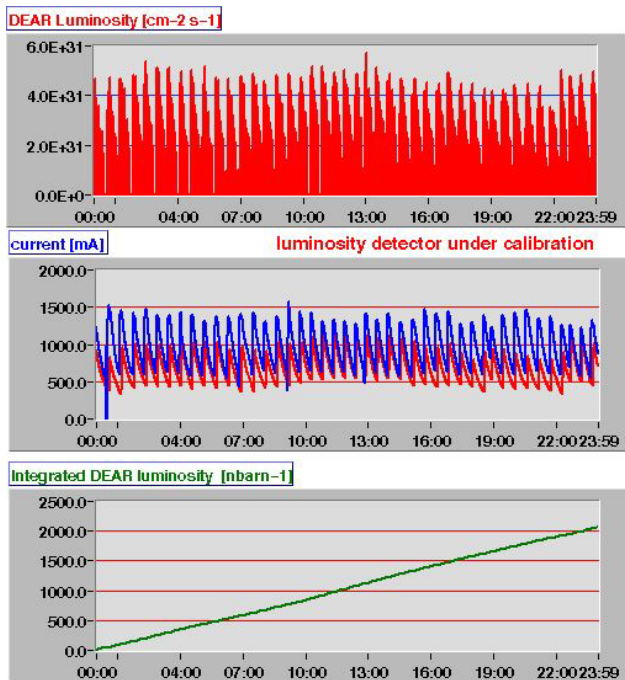 DEAR Luminosity [cm-2 s-1]
6.0E+31
4.0E+31
2.0E+31
0.0E+0
00:00 04:00 07:00 10:00 13:00 16:00 19:00 22:00 23:59
current [mA] luminosity detector under calibration
2000.0
1500.0
1000.0
500.0
0.0
00:00 04:00 07:00 10:00 13:00 16:00 19:00 22:00 23:59
Integrated DEAR luminosity [nbarn-1]
2500.0
2000.0
1500.0
1000.0
500.0
0.0
00:00 04:00 07:00 10:00 13:00 16:00 19:00 22:00 23:59